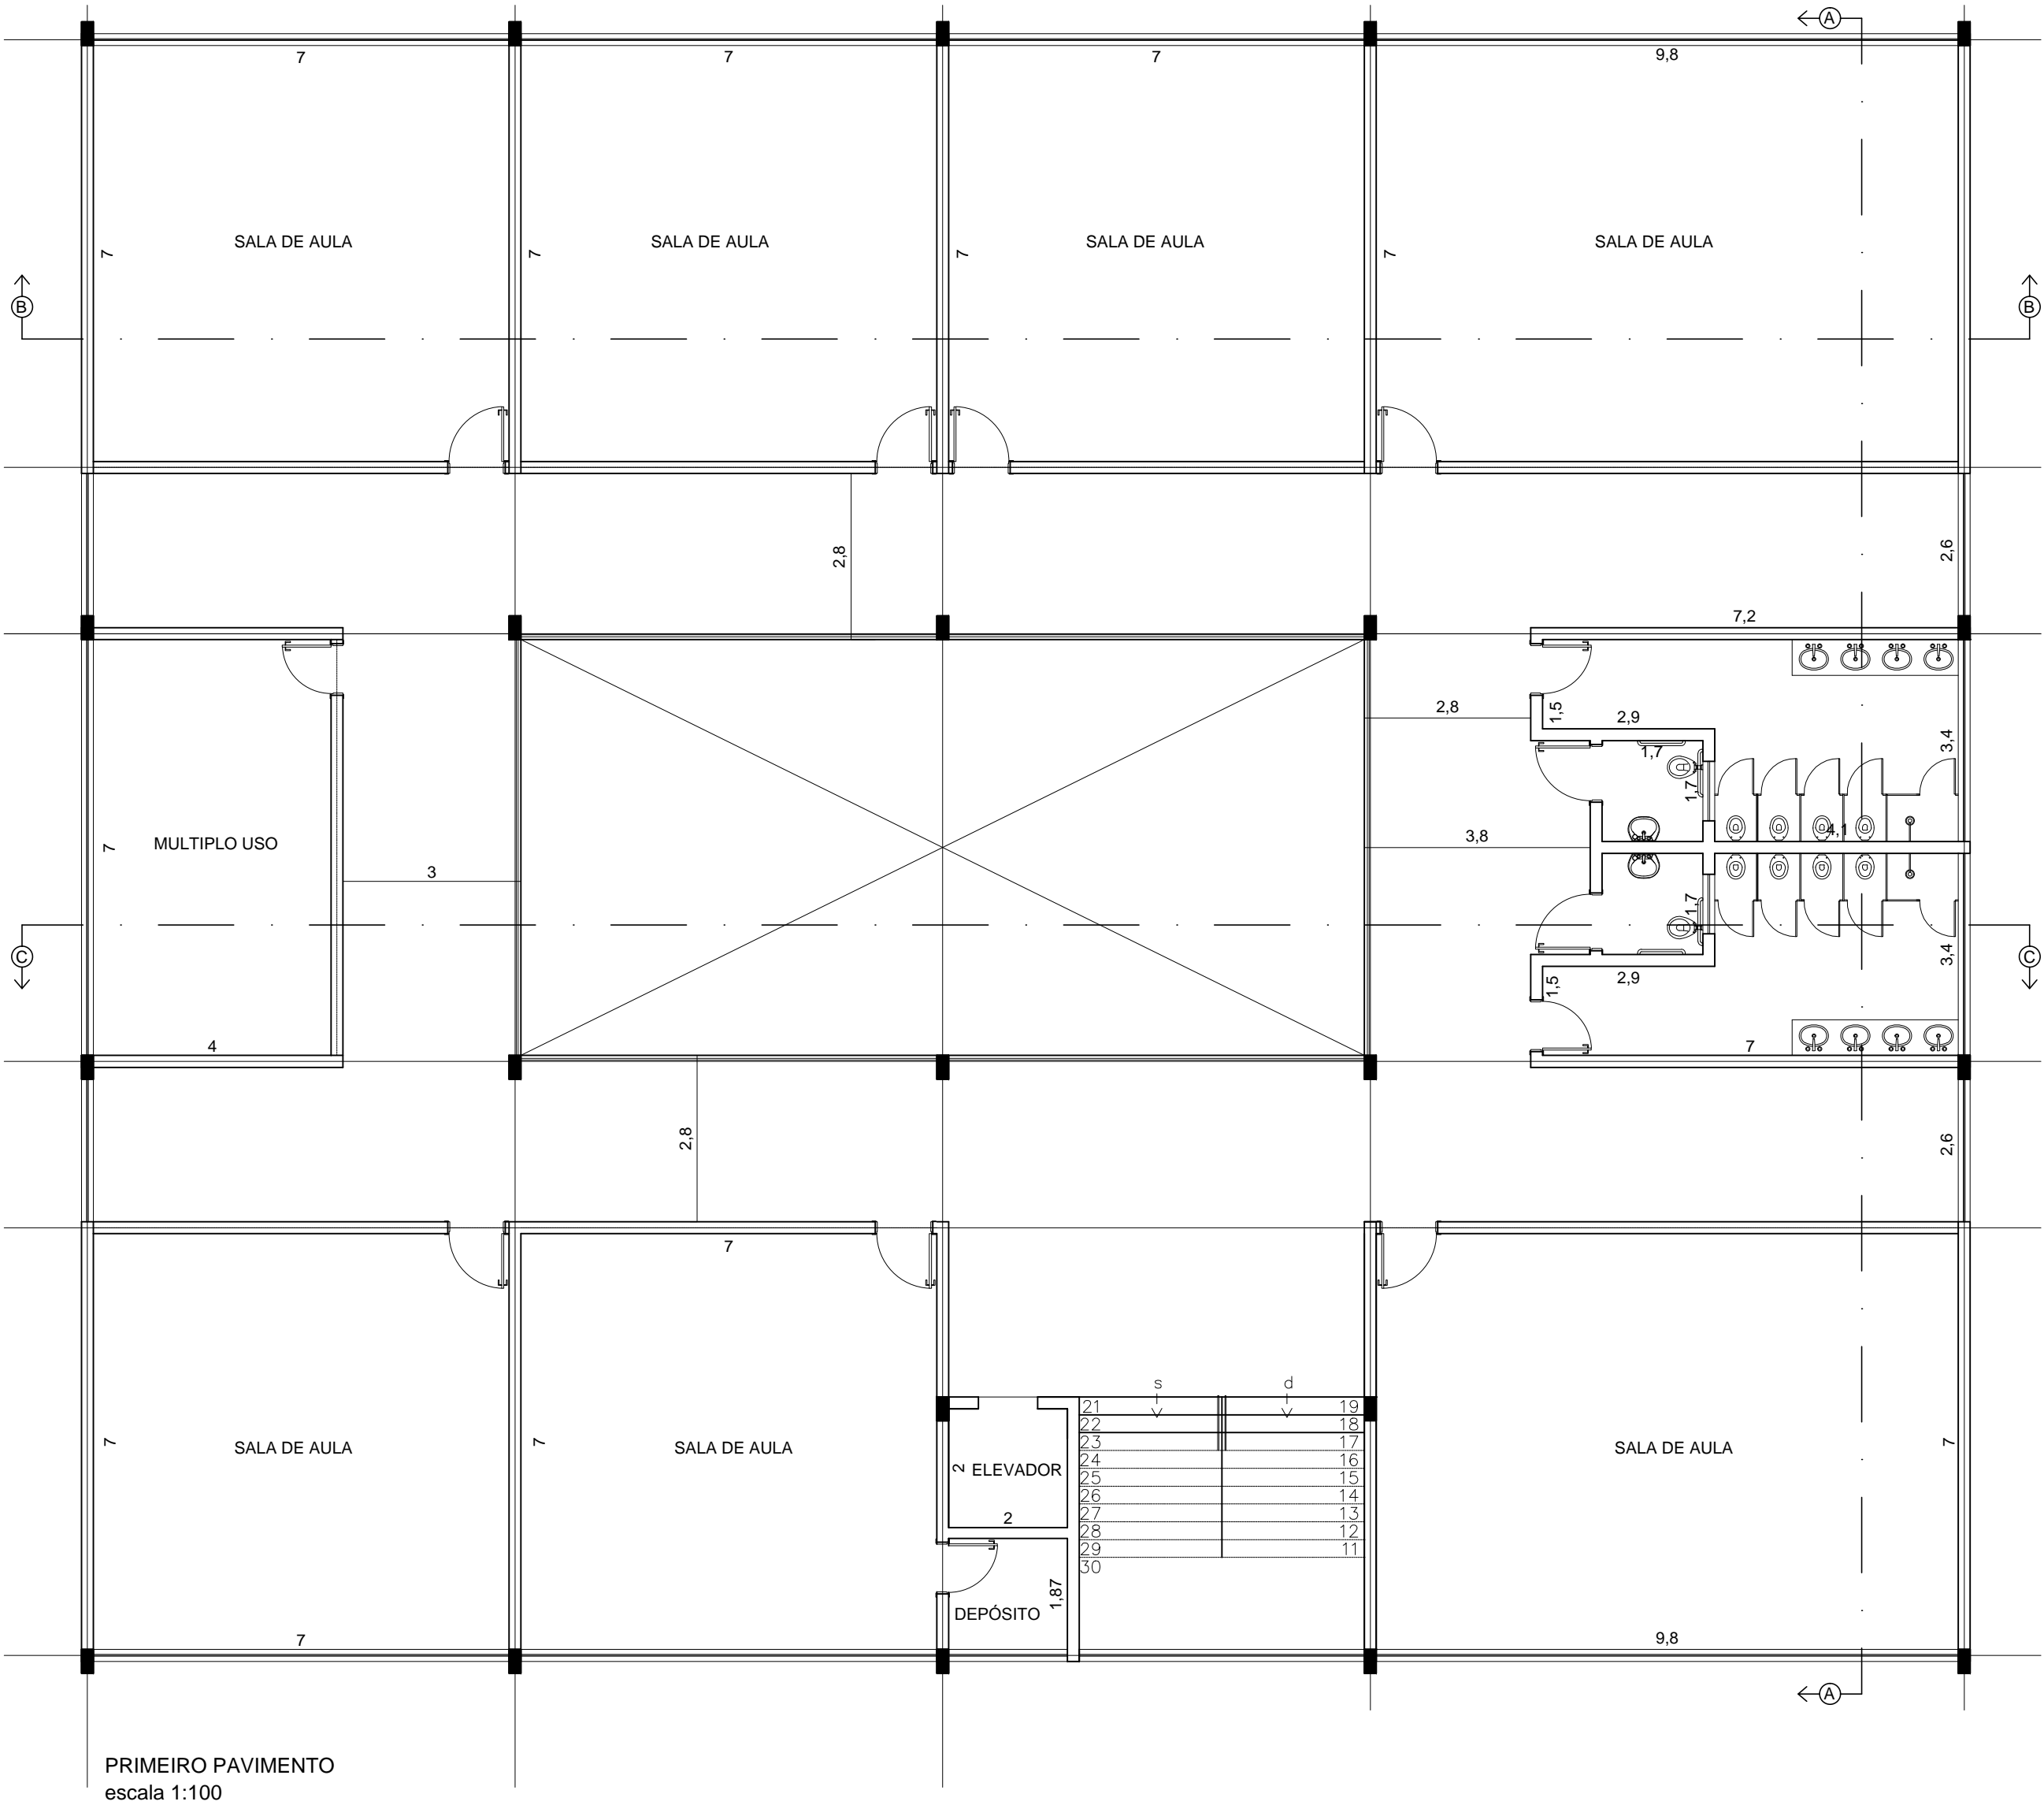 A
7
7
7
9,8
7
SALA DE AULA
7
SALA DE AULA
7
SALA DE AULA
7
SALA DE AULA
B
B
2,8
2,6
7,2
2,8
1,5
2,9
1,7
3,4
1,7
4,1
3,8
7
MULTIPLO USO
3
1,7
C
C
3,4
1,5
2,9
4
7
2,8
2,6
7
s
d
21
19
22
18
23
17
24
16
25
15
26
14
27
13
28
12
29
11
30
7
SALA DE AULA
7
SALA DE AULA
2
ELEVADOR
2
SALA DE AULA
7
1,87
DEPÓSITO
7
9,8
A
PRIMEIRO PAVIMENTO
escala 1:100